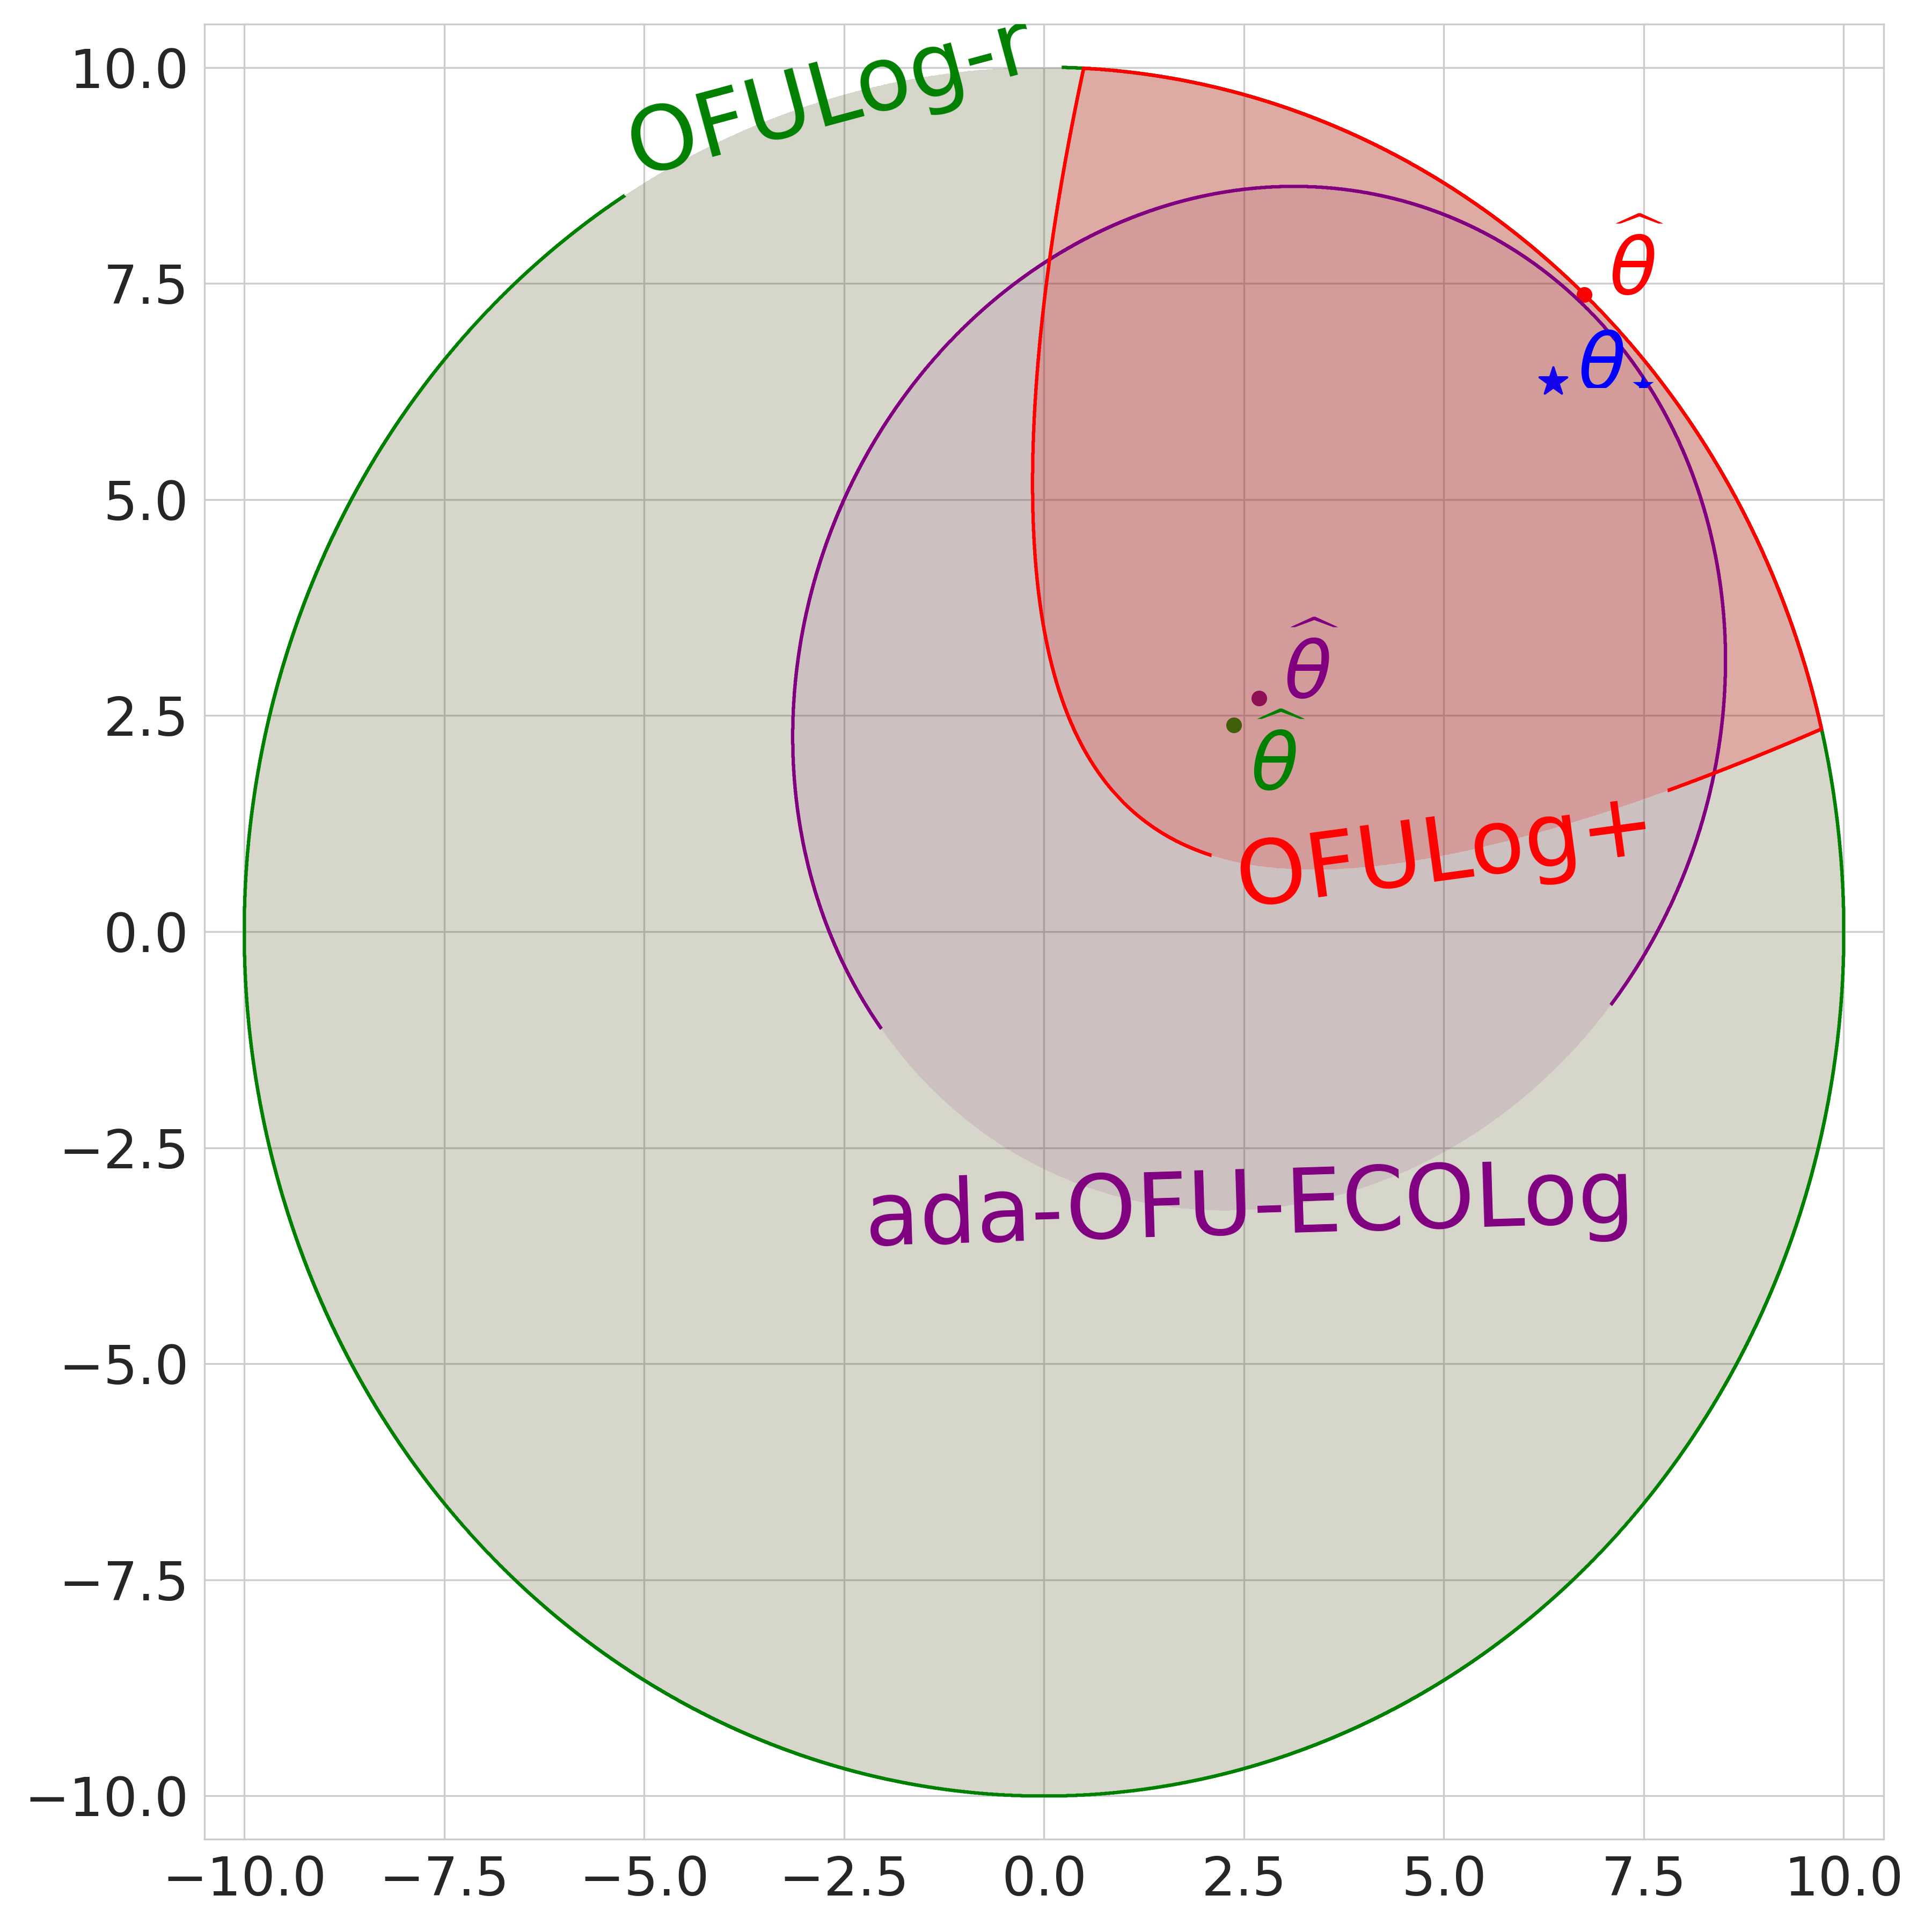 OFULog-r
10.0
7.5
5.0
2.5
0.0
−2.5
−5.0
−7.5
−10.0
θ̂
θ⋆
θ̂
θ̂
OFULog+
ada-OFU-ECOLog
−10.0 −7.5 −5.0 −2.5 0.0 2.5 5.0 7.5 10.0